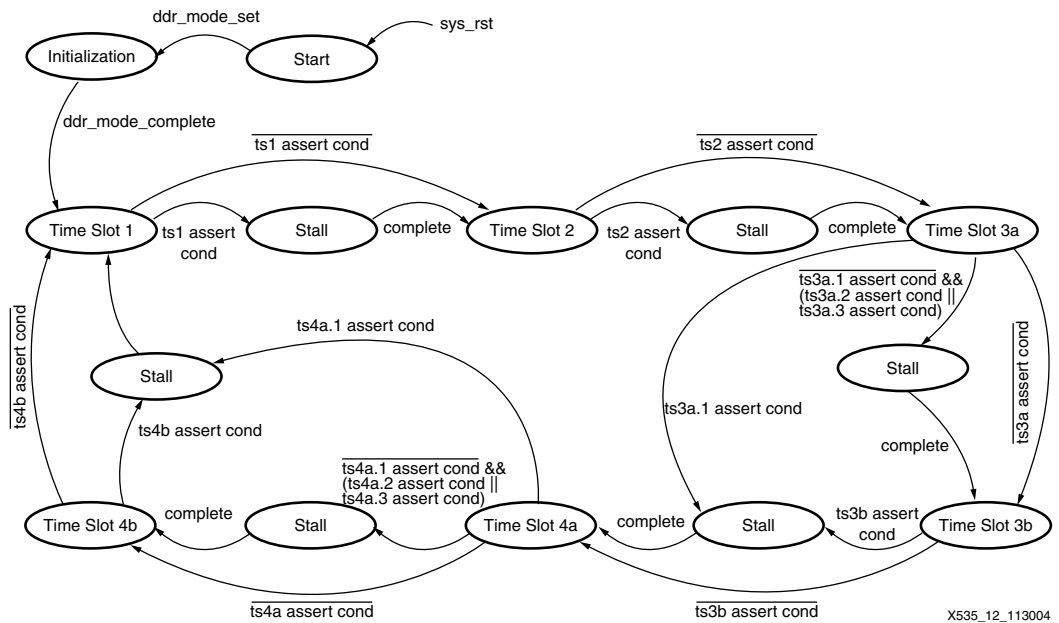 ddr_mode_set
sys_rst
Initialization
Start
ddr_mode_complete
ts1 assert cond
ts2 assert cond
Time Slot 1
ts1 assert
cond
Stall
complete
Time Slot 2
ts2 assert
cond
Stall
complete
Time Slot 3a
ts3a.1 assert cond &&
(ts3a.2 assert cond ||
ts3a.3 assert cond)
ts4b assert cond
ts4a.1 assert cond
Stall
Stall
ts3a assert cond
ts4b assert cond
ts3a.1 assert cond
complete
ts4a.1 assert cond &&
(ts4a.2 assert cond ||
ts4a.3 assert cond)
Time Slot 4b
complete
Stall
Time Slot 4a
complete
Stall
ts3b assert
cond
Time Slot 3b
ts4a assert cond
ts3b assert cond
X535_12_113004